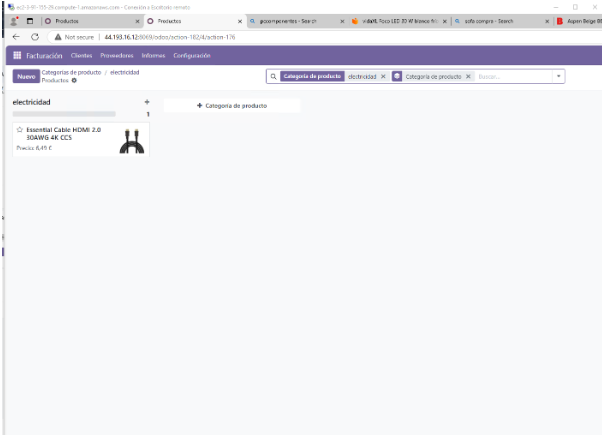 ec2-3-91-155-29.compute-1.amazonaws.com - Conexión a Escritorio remoto
Productos
Productos
pccomponentes - Search
vidaXL Foco LED 30 W blanco frío
sofa compra - Search
Aspen Beige
Not secure
44.193.16.12:8069/odoo/action-182/4/action-176
Facturación Clientes Proveedores Informes Configuración
Nuevo
Categorías de producto / electricidad
Productos
Categoría de producto electricidad
Categoría de producto
Buscar...
electricidad
+
1
+ Categoría de producto
Essential Cable HDMI 2.0
30AWG 4K CCS
Precio: 6,49 €